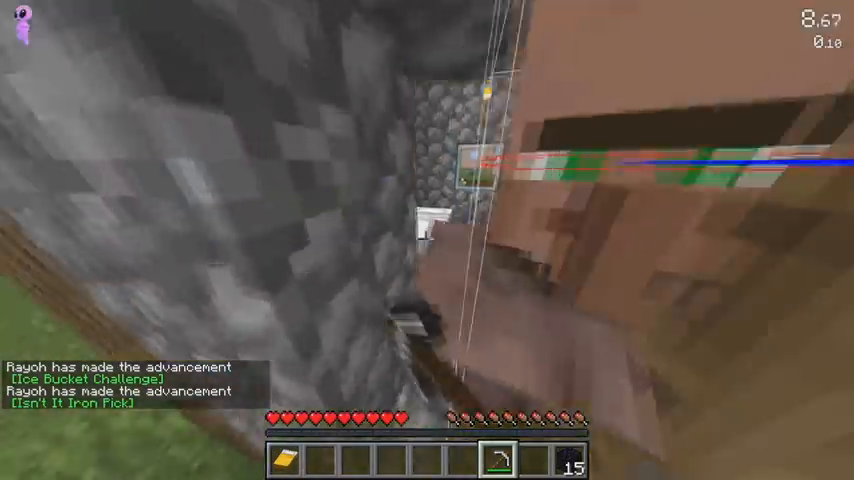 8.67
0.10
Rayoh has made the advancement
[Ice Bucket Challenge]
Rayoh has made the advancement
[Isn't It Iron Pick]
15